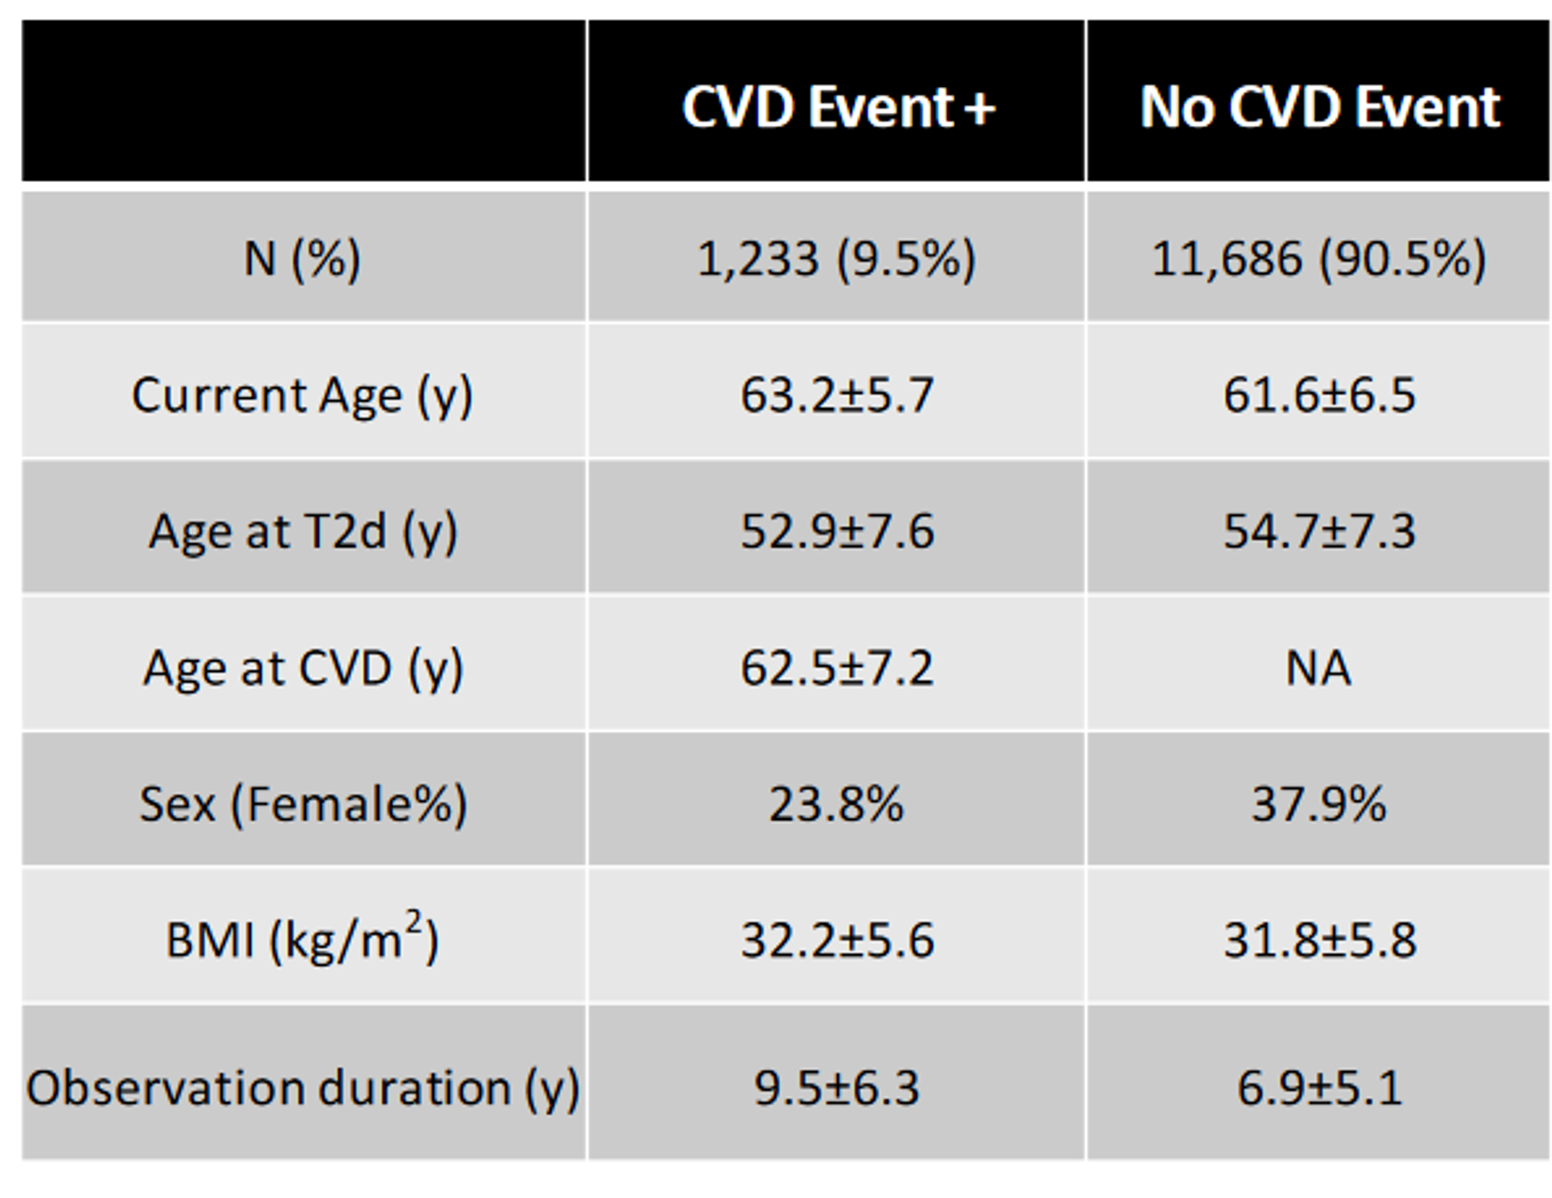 CVD Event + No CVD Event
N (%) 1,233 (9.5%) 11,686 (90.5%)
Current Age (y) 63.2±5.7 61.6±6.5
Age at T2d (y) 52.9±7.6 54.7±7.3
Age at CVD (y) 62.5±7.2 NA
Sex (Female%) 23.8% 37.9%
BMI (kg/m²) 32.2±5.6 31.8±5.8
Observation duration (y) 9.5±6.3 6.9±5.1